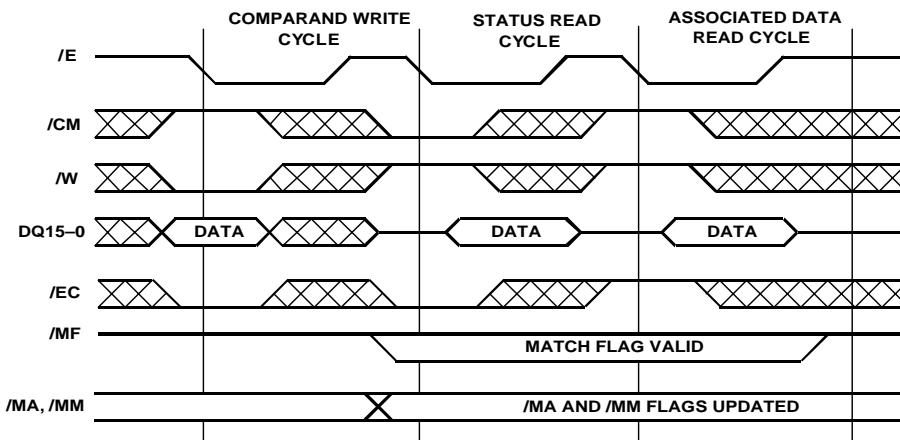 COMPARAND WRITE
CYCLE
STATUS READ
CYCLE
ASSOCIATED DATA
READ CYCLE
/E
/CM
/W
DQ15–0
DATA
DATA
DATA
/EC
/MF
MATCH FLAG VALID
/MA, /MM
/MA AND /MM FLAGS UPDATED